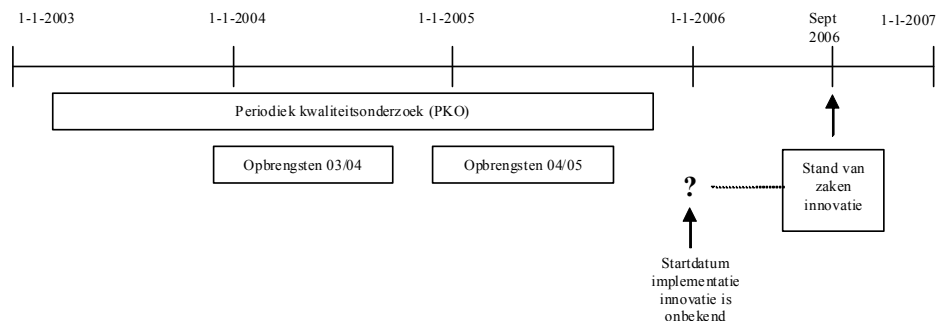 1-1-2003
1-1-2004
1-1-2005
1-1-2006
Sept
2006
1-1-2007
Periodiek kwaliteitsonderzoek (PKO)
Opbrengsten 03/04
Opbrengsten 04/05
?
Stand van
zaken
innovatie
Startdatum
implementatie
innovatie is
onbekend